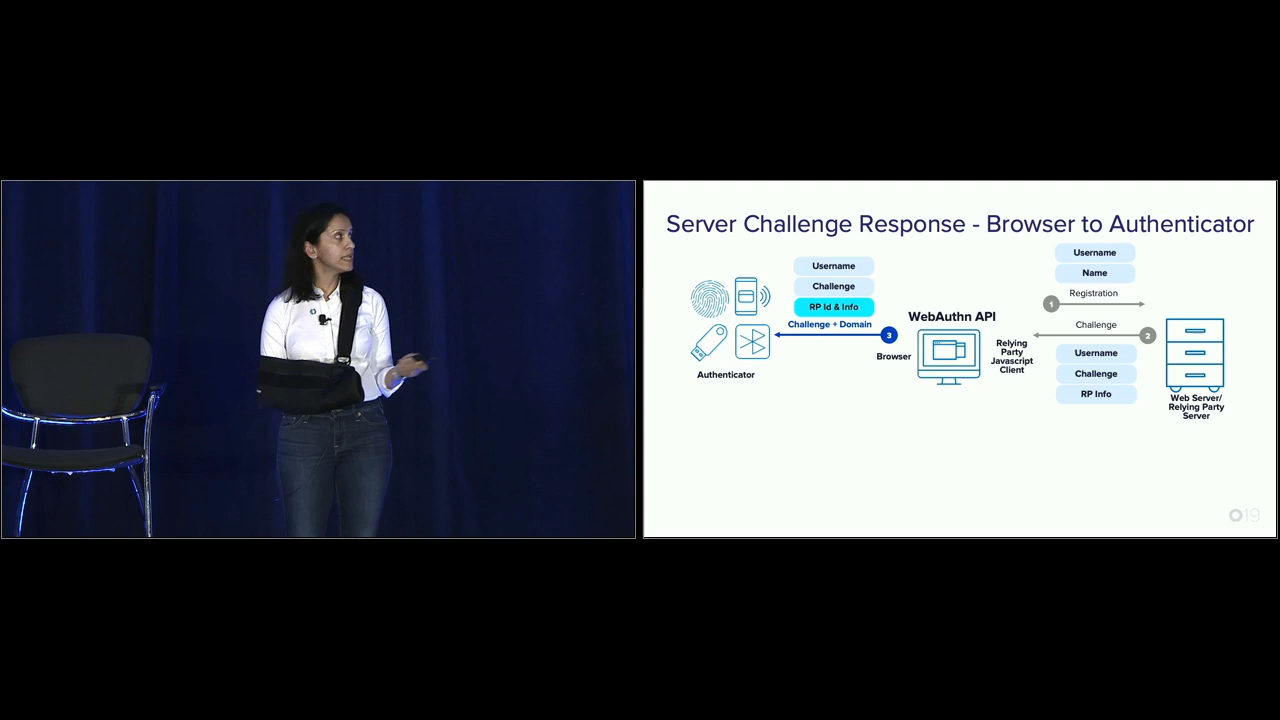 Server Challenge Response - Browser to Authenticator
Username
Challenge
RP Id & Info
Challenge + Domain
3
Authenticator
Browser
WebAuthn API
Relying
Party
Javascript
Client
Username
Name
Registration
1
Challenge
2
Username
Challenge
RP Info
Web Server/
Relying Party
Server
O19